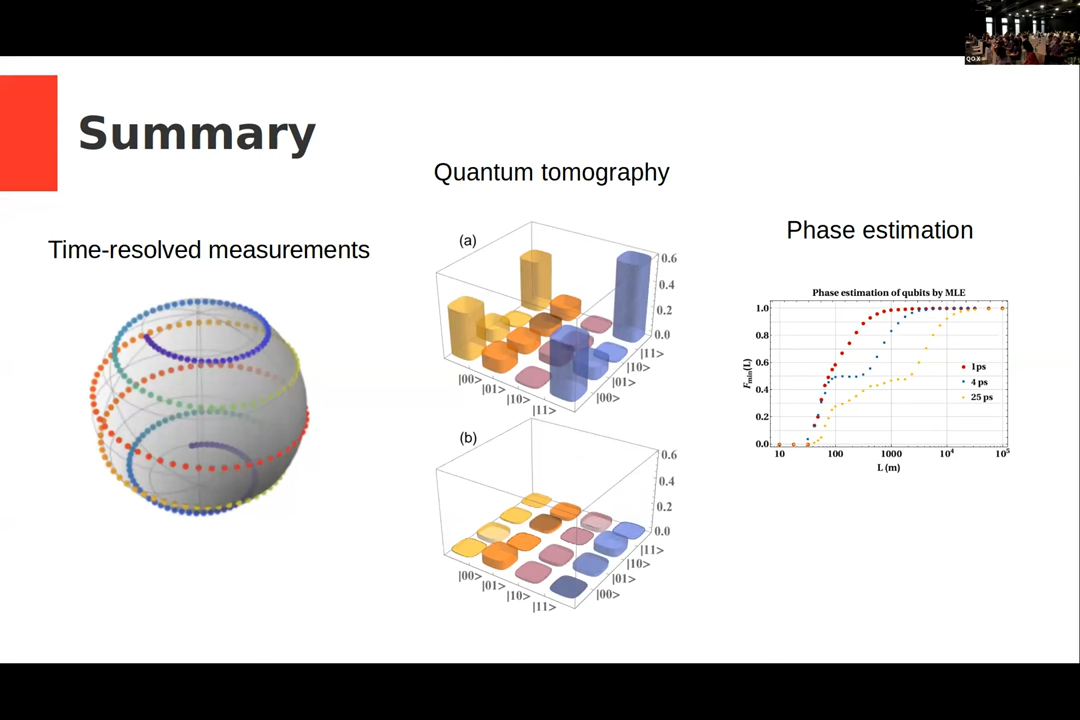 QO.X
Summary
Quantum tomography
Time-resolved measurements
Phase estimation
(a)
0.6
0.4
0.2
0.0
|11>
|10>
|01>
|00>
|00>
|01>
|10>
|11>
(b)
0.6
0.4
0.2
0.0
|11>
|10>
|01>
|00>
|00>
|01>
|10>
|11>
Phase estimation of qubits by MLE
1.0
0.8
0.6
0.4
0.2
0.0
Fmin(L)
1 ps
4 ps
25 ps
10 100 1000 10⁴ 10⁵
L (m)